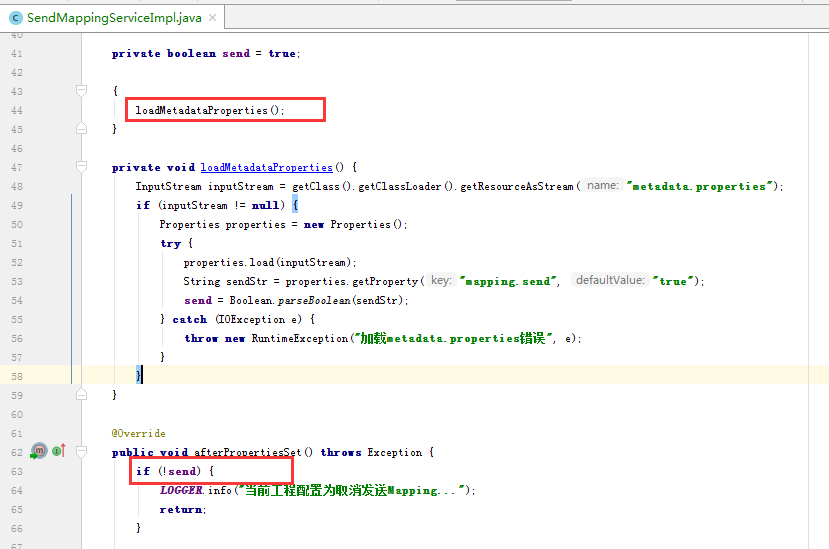 SendMappingServiceImpl.java
40
41 private boolean send = true;
42
43 {
44 loadMetadataProperties();
45 }
46
47 private void loadMetadataProperties() {
48 InputStream inputStream = getClass().getClassLoader().getResourceAsStream( name: "metadata.properties");
49 if (inputStream != null) {
50 Properties properties = new Properties();
51 try {
52 properties.load(inputStream);
53 String sendStr = properties.getProperty( key: "mapping.send", defaultValue: "true");
54 send = Boolean.parseBoolean(sendStr);
55 } catch (IOException e) {
56 throw new RuntimeException("加载metadata.properties错误", e);
57 }
58 }
59 }
60
61 @Override
62 public void afterPropertiesSet() throws Exception {
63 if (!send) {
64 LOGGER.info("当前工程配置为取消发送Mapping...");
65 return;
66 }
67